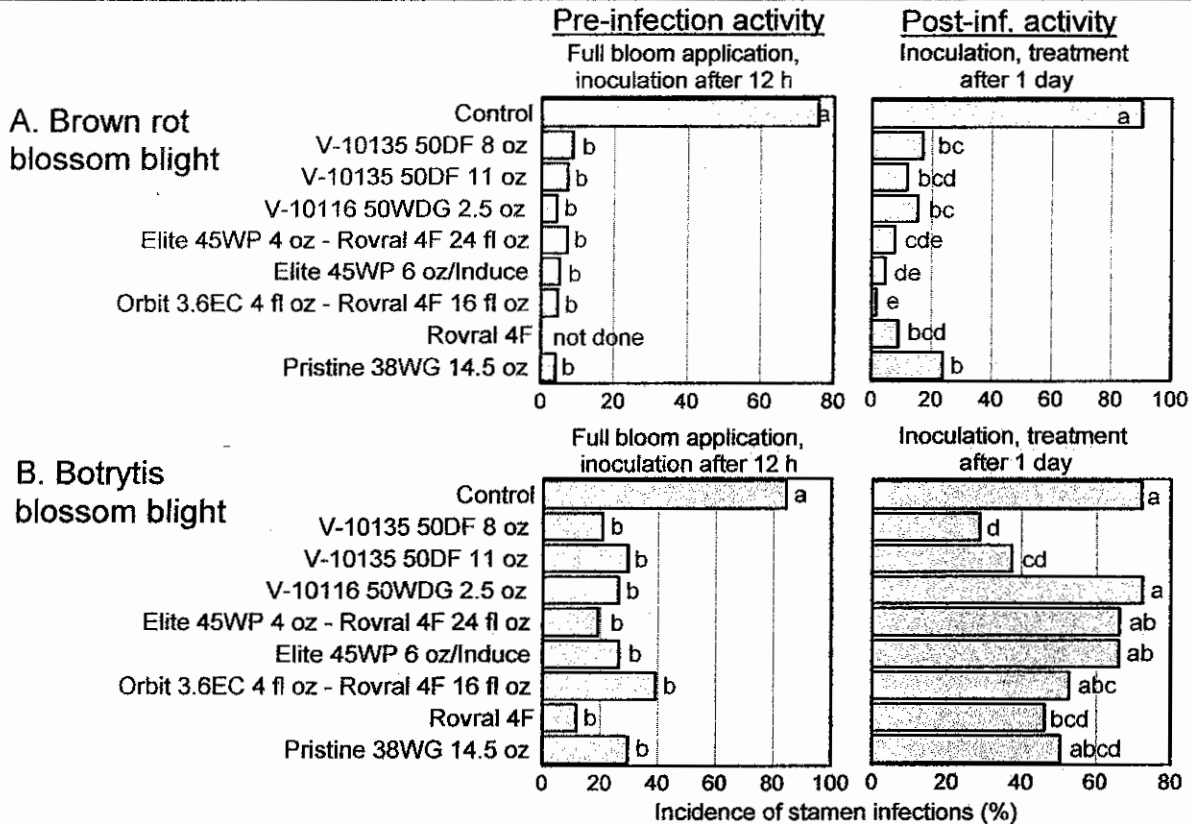 Pre-infection activity
Post-inf. activity
Full bloom application,
inoculation after 12 h
Inoculation, treatment
after 1 day
A. Brown rot
blossom blight
Control a a
V-10135 50DF 8 oz b bc
V-10135 50DF 11 oz b bcd
V-10116 50WDG 2.5 oz b bc
Elite 45WP 4 oz - Rovral 4F 24 fl oz b cde
Elite 45WP 6 oz/Induce b de
Orbit 3.6EC 4 fl oz - Rovral 4F 16 fl oz b e
Rovral 4F not done bcd
Pristine 38WG 14.5 oz b b
0 20 40 60 80 0 20 40 60 80 100
Full bloom application,
inoculation after 12 h
Inoculation, treatment
after 1 day
B. Botrytis
blossom blight
Control a a
V-10135 50DF 8 oz b d
V-10135 50DF 11 oz b cd
V-10116 50WDG 2.5 oz b a
Elite 45WP 4 oz - Rovral 4F 24 fl oz b ab
Elite 45WP 6 oz/Induce b ab
Orbit 3.6EC 4 fl oz - Rovral 4F 16 fl oz b abc
Rovral 4F b bcd
Pristine 38WG 14.5 oz b abcd
0 20 40 60 80 100 0 20 40 60 80
Incidence of stamen infections (%)